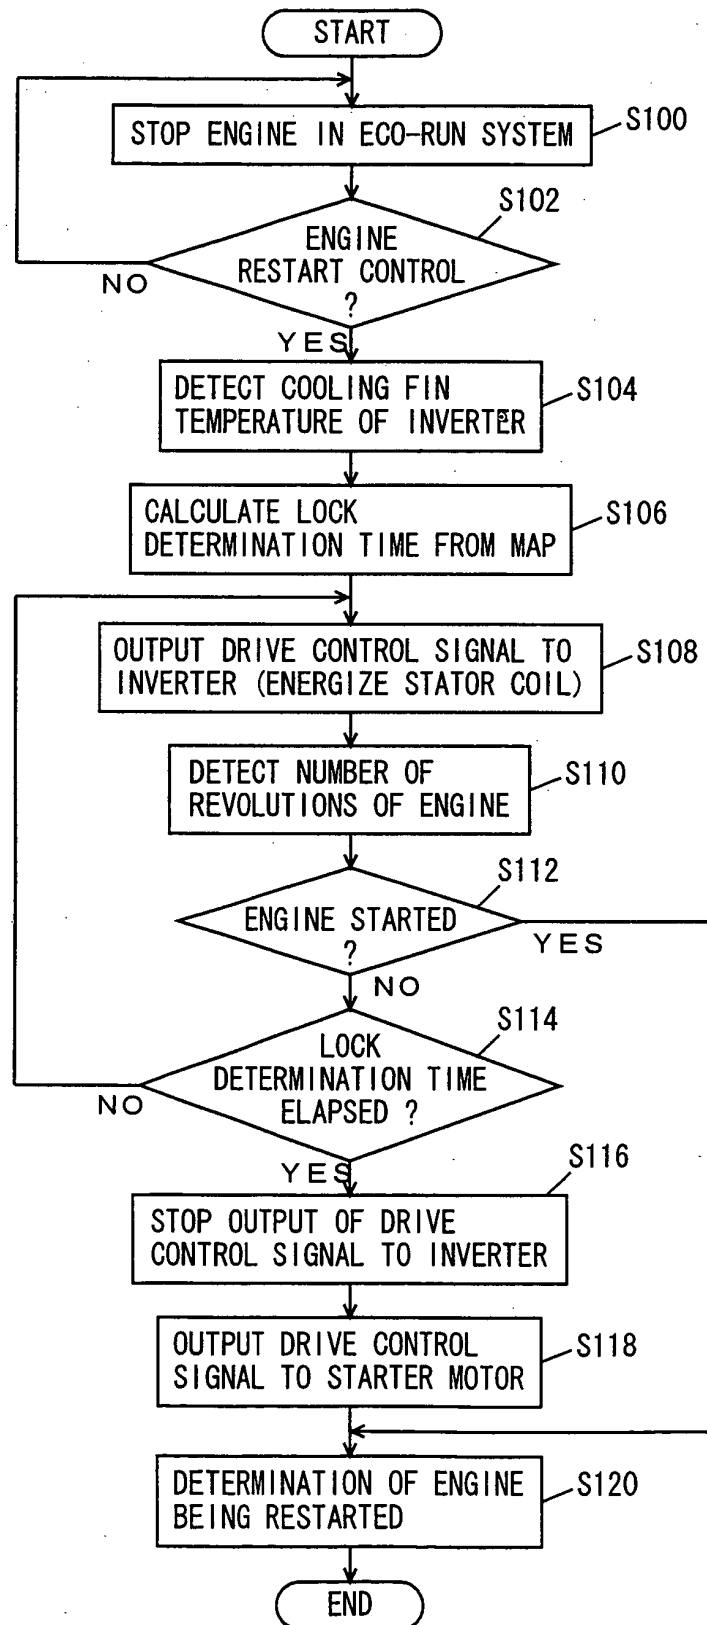 START
STOP ENGINE IN ECO-RUN SYSTEM
S100
S102
ENGINE
RESTART CONTROL
?
NO
YES
DETECT COOLING FIN
TEMPERATURE OF INVERTER
S104
CALCULATE LOCK
DETERMINATION TIME FROM MAP
S106
OUTPUT DRIVE CONTROL SIGNAL TO
INVERTER (ENERGIZE STATOR COIL)
S108
DETECT NUMBER OF
REVOLUTIONS OF ENGINE
S110
S112
ENGINE STARTED
?
YES
NO
S114
LOCK
DETERMINATION TIME
ELAPSED ?
NO
YES
S116
STOP OUTPUT OF DRIVE
CONTROL SIGNAL TO INVERTER
OUTPUT DRIVE CONTROL
SIGNAL TO STARTER MOTOR
S118
DETERMINATION OF ENGINE
BEING RESTARTED
S120
END